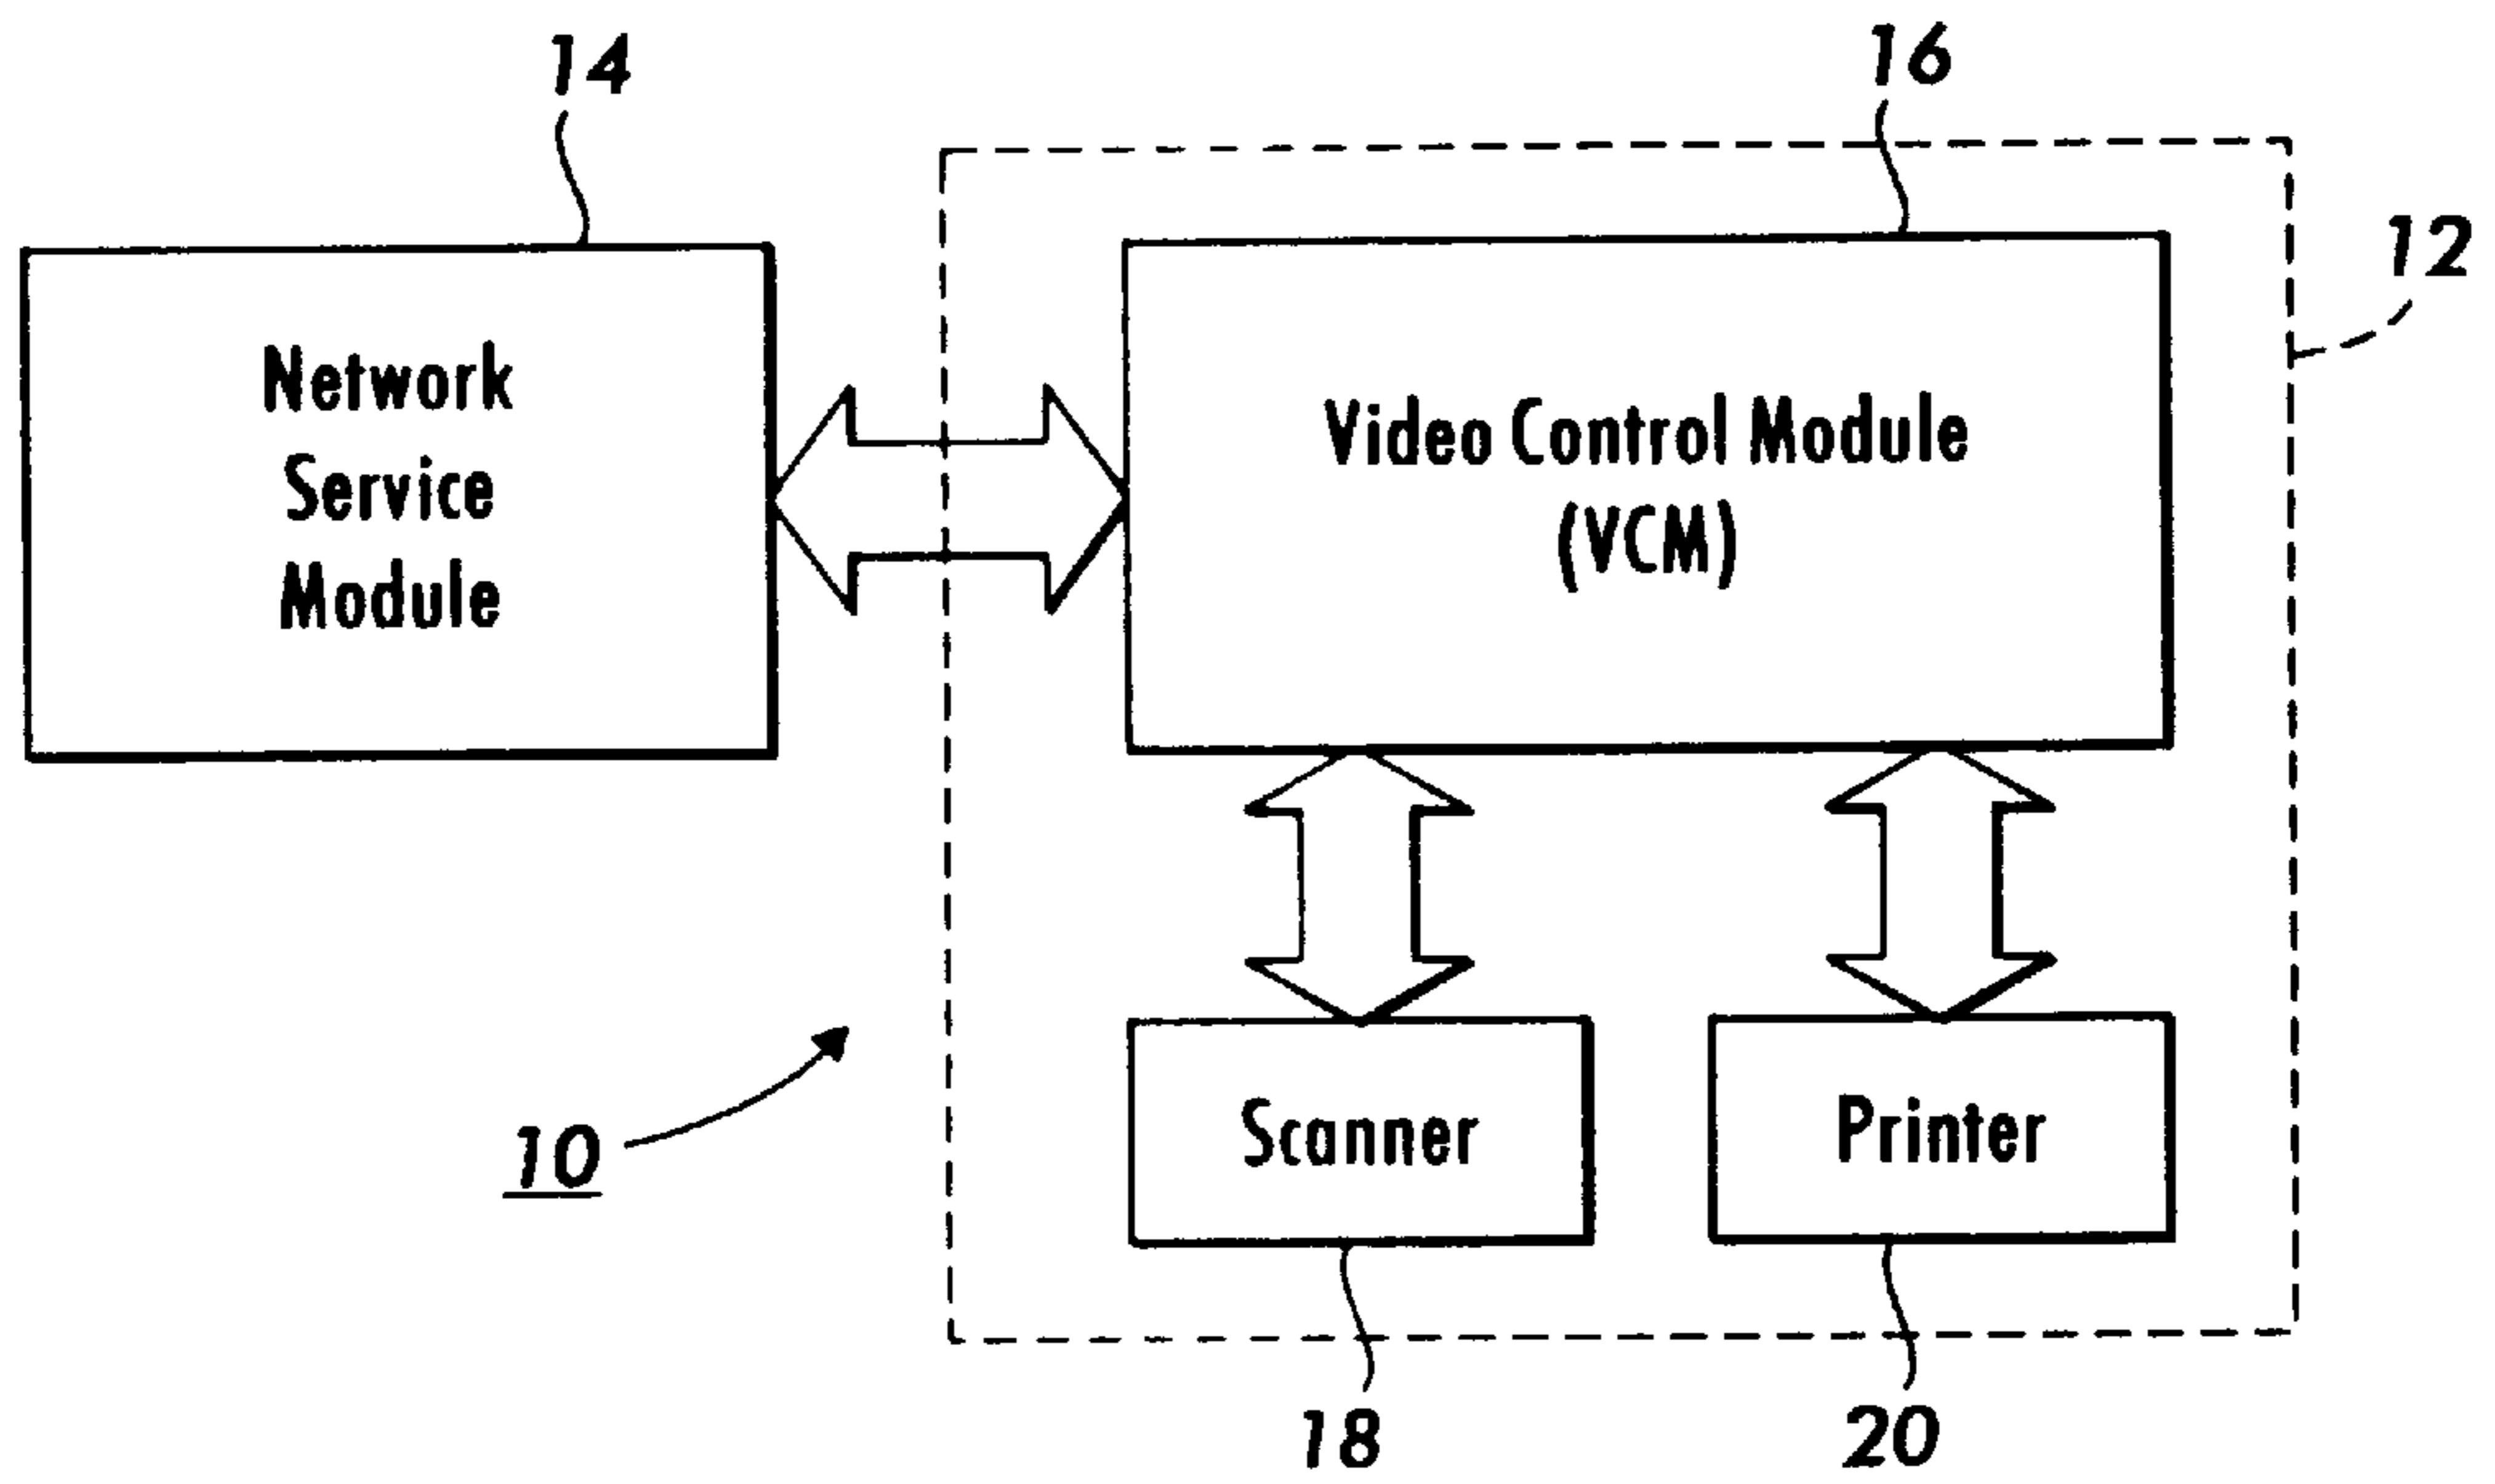 14
16
12
Network
Service
Module
Video Control Module
(VCM)
10
Scanner
Printer
18
20